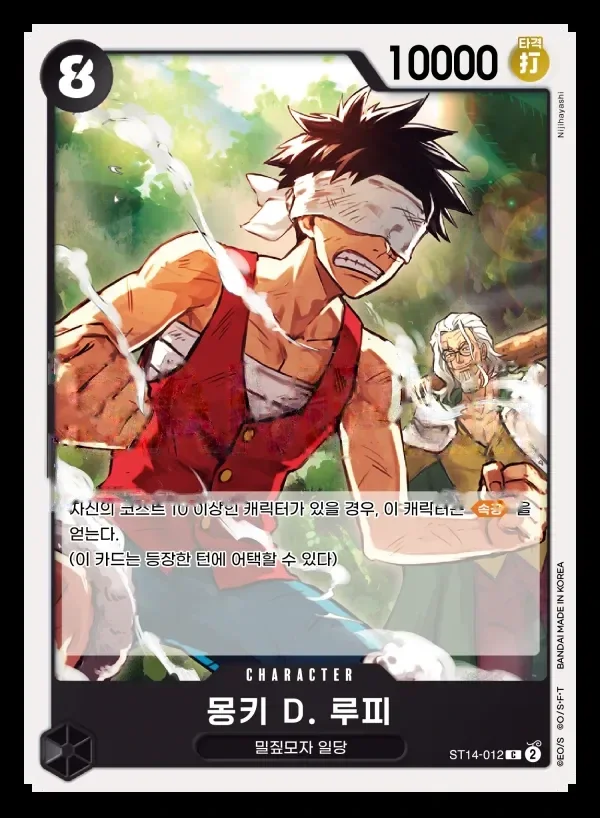 8
10000
타격
打
Nijihayashi
자신의 코스트 10 이상인 캐릭터가 있을 경우, 이 캐릭터는 속공 을
얻는다.
(이 카드는 등장한 턴에 어택할 수 있다)
CHARACTER
몽키 D. 루피
밀짚모자 일당
ST14-012 C 2
©EO/S ©O/S·F·T BANDAI MADE IN KOREA